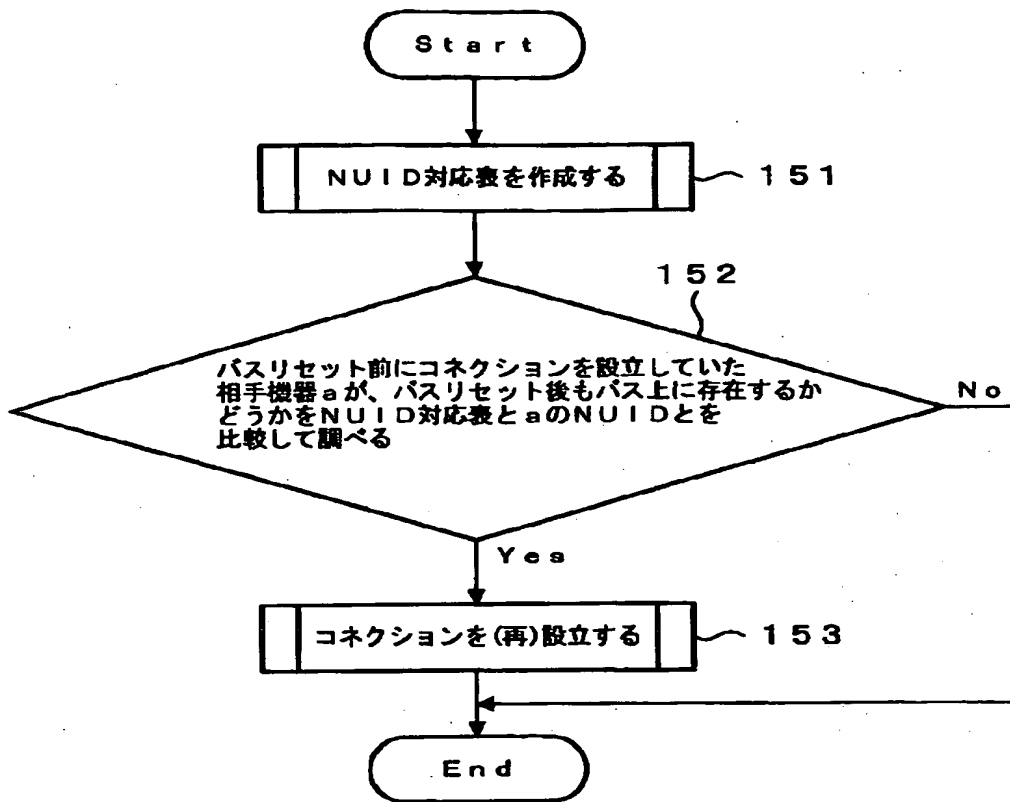 Start
NUID対応表を作成する
151
152
バスリセット前にコネクションを設立していた
相手機器aが、バスリセット後もバス上に存在するか
どうかをNUID対応表とaのNUIDとを
比較して調べる
No
Yes
コネクションを(再)設立する
153
End